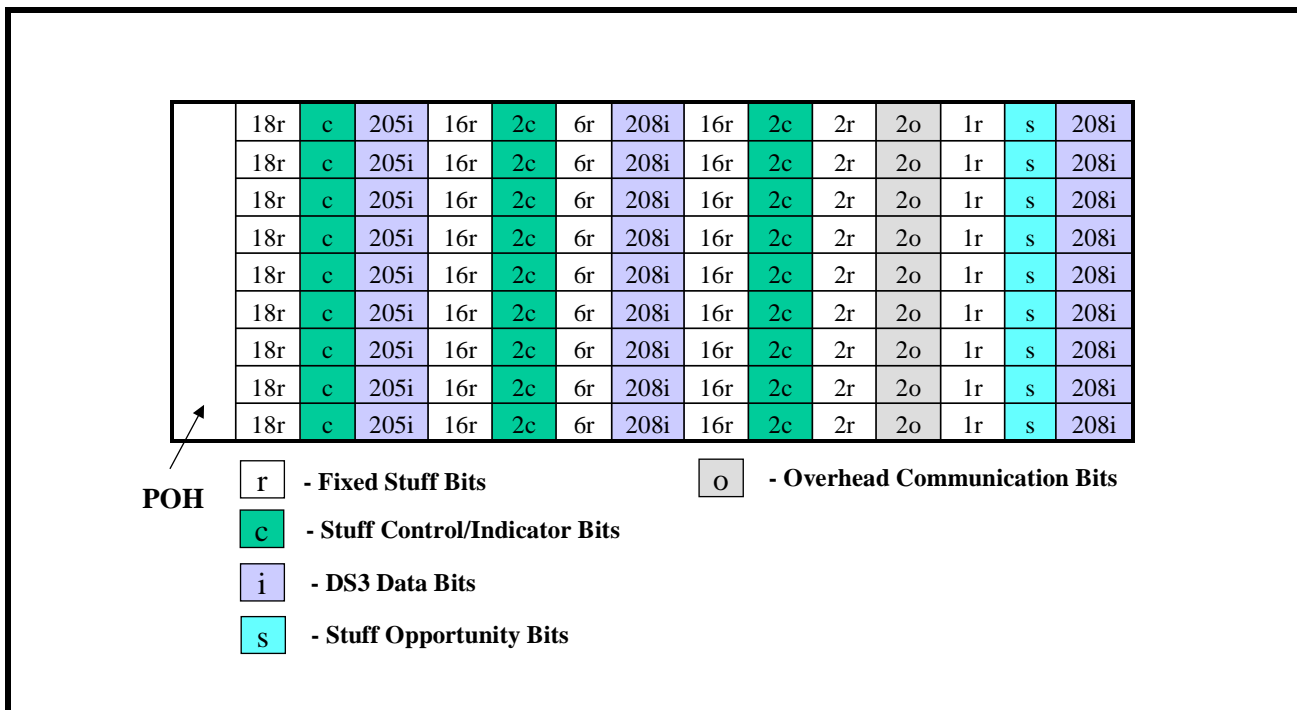 18r c 205i 16r 2c 6r 208i 16r 2c 2r 2o 1r s 208i
18r c 205i 16r 2c 6r 208i 16r 2c 2r 2o 1r s 208i
18r c 205i 16r 2c 6r 208i 16r 2c 2r 2o 1r s 208i
18r c 205i 16r 2c 6r 208i 16r 2c 2r 2o 1r s 208i
18r c 205i 16r 2c 6r 208i 16r 2c 2r 2o 1r s 208i
18r c 205i 16r 2c 6r 208i 16r 2c 2r 2o 1r s 208i
18r c 205i 16r 2c 6r 208i 16r 2c 2r 2o 1r s 208i
18r c 205i 16r 2c 6r 208i 16r 2c 2r 2o 1r s 208i
18r c 205i 16r 2c 6r 208i 16r 2c 2r 2o 1r s 208i
POH
r - Fixed Stuff Bits
o - Overhead Communication Bits
c - Stuff Control/Indicator Bits
i - DS3 Data Bits
s - Stuff Opportunity Bits